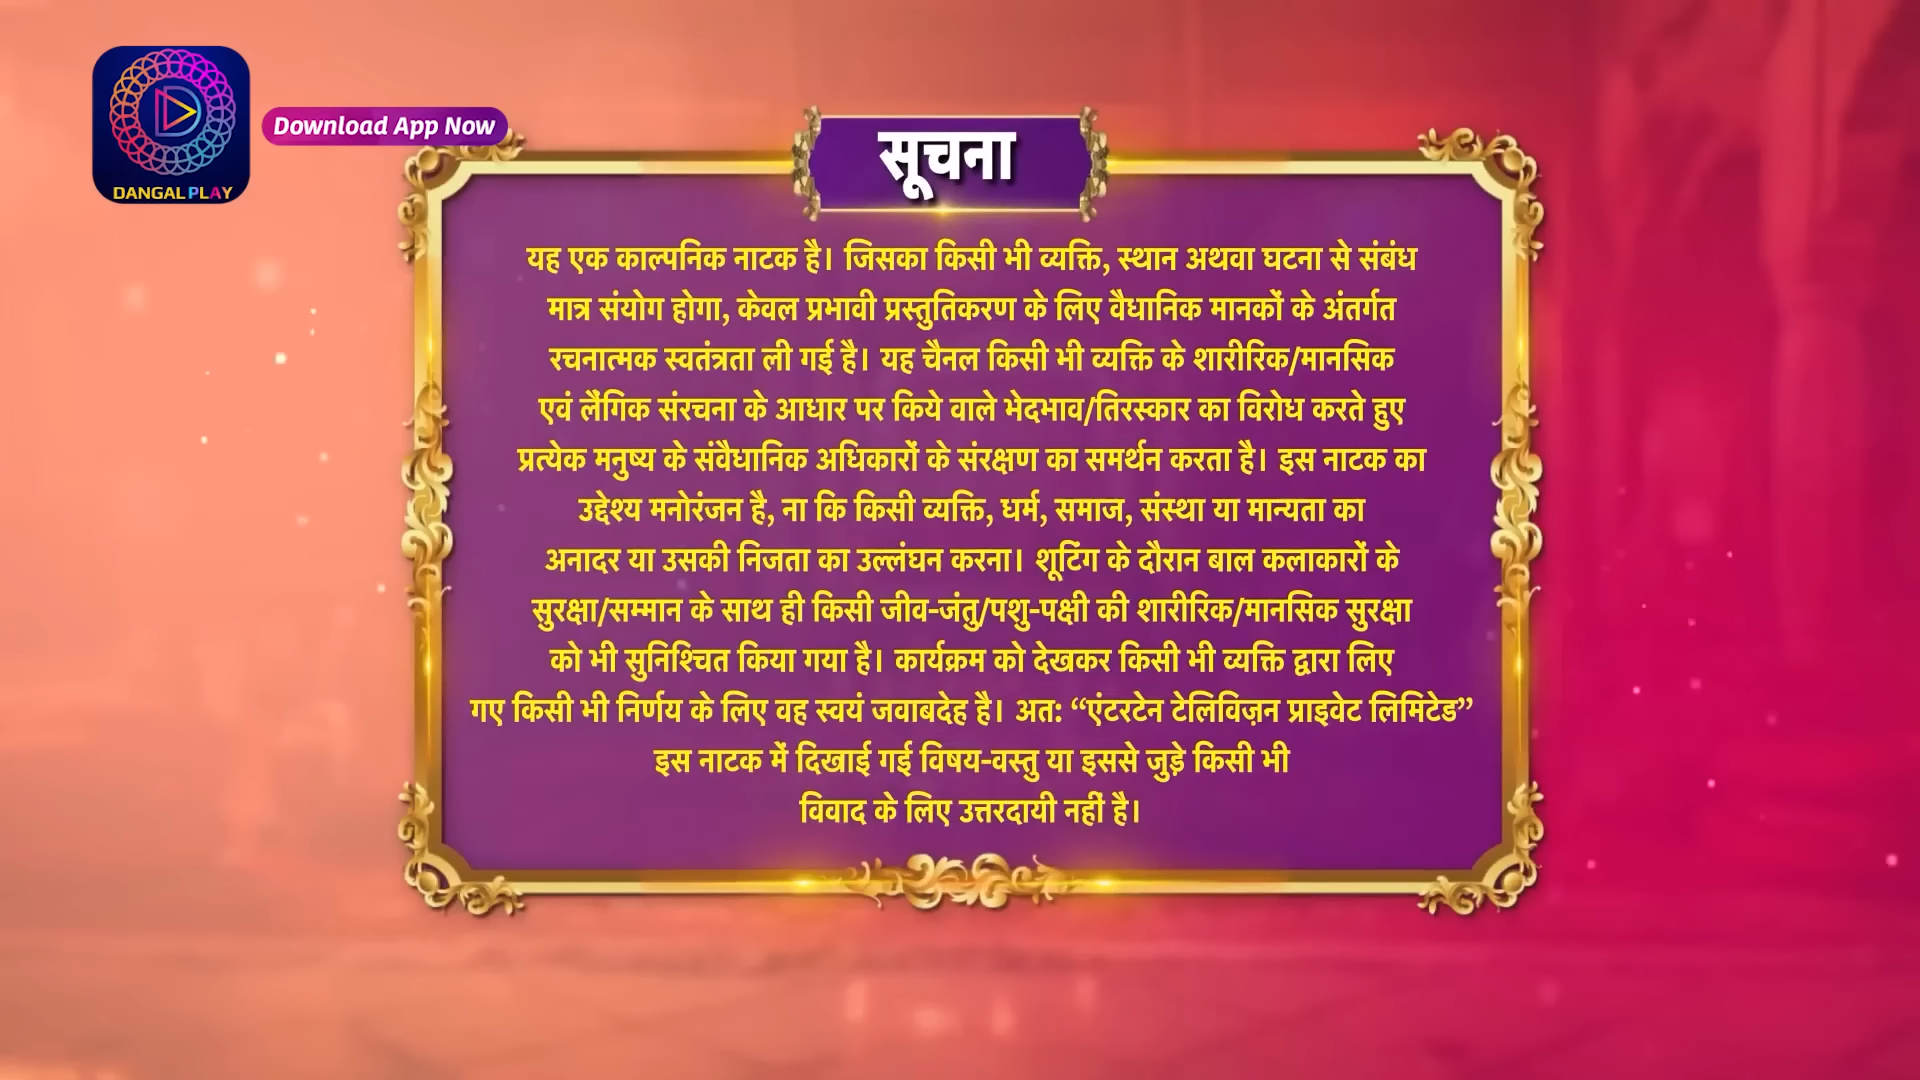 DANGAL PLAY
Download App Now
सूचना
यह एक काल्पनिक नाटक है। जिसका किसी भी व्यक्ति, स्थान अथवा घटना से संबंध
मात्र संयोग होगा, केवल प्रभावी प्रस्तुतिकरण के लिए वैधानिक मानकों के अंतर्गत
रचनात्मक स्वतंत्रता ली गई है। यह चैनल किसी भी व्यक्ति के शारीरिक/मानसिक
एवं लैंगिक संरचना के आधार पर किये वाले भेदभाव/तिरस्कार का विरोध करते हुए
प्रत्येक मनुष्य के संवैधानिक अधिकारों के संरक्षण का समर्थन करता है। इस नाटक का
उद्देश्य मनोरंजन है, ना कि किसी व्यक्ति, धर्म, समाज, संस्था या मान्यता का
अनादर या उसकी निजता का उल्लंघन करना। शूटिंग के दौरान बाल कलाकारों के
सुरक्षा/सम्मान के साथ ही किसी जीव-जंतु/पशु-पक्षी की शारीरिक/मानसिक सुरक्षा
को भी सुनिश्चित किया गया है। कार्यक्रम को देखकर किसी भी व्यक्ति द्वारा लिए
गए किसी भी निर्णय के लिए वह स्वयं जवाबदेह है। अत: “एंटरटेन टेलिविज़न प्राइवेट लिमिटेड”
इस नाटक में दिखाई गई विषय-वस्तु या इससे जुड़े किसी भी
विवाद के लिए उत्तरदायी नहीं है।